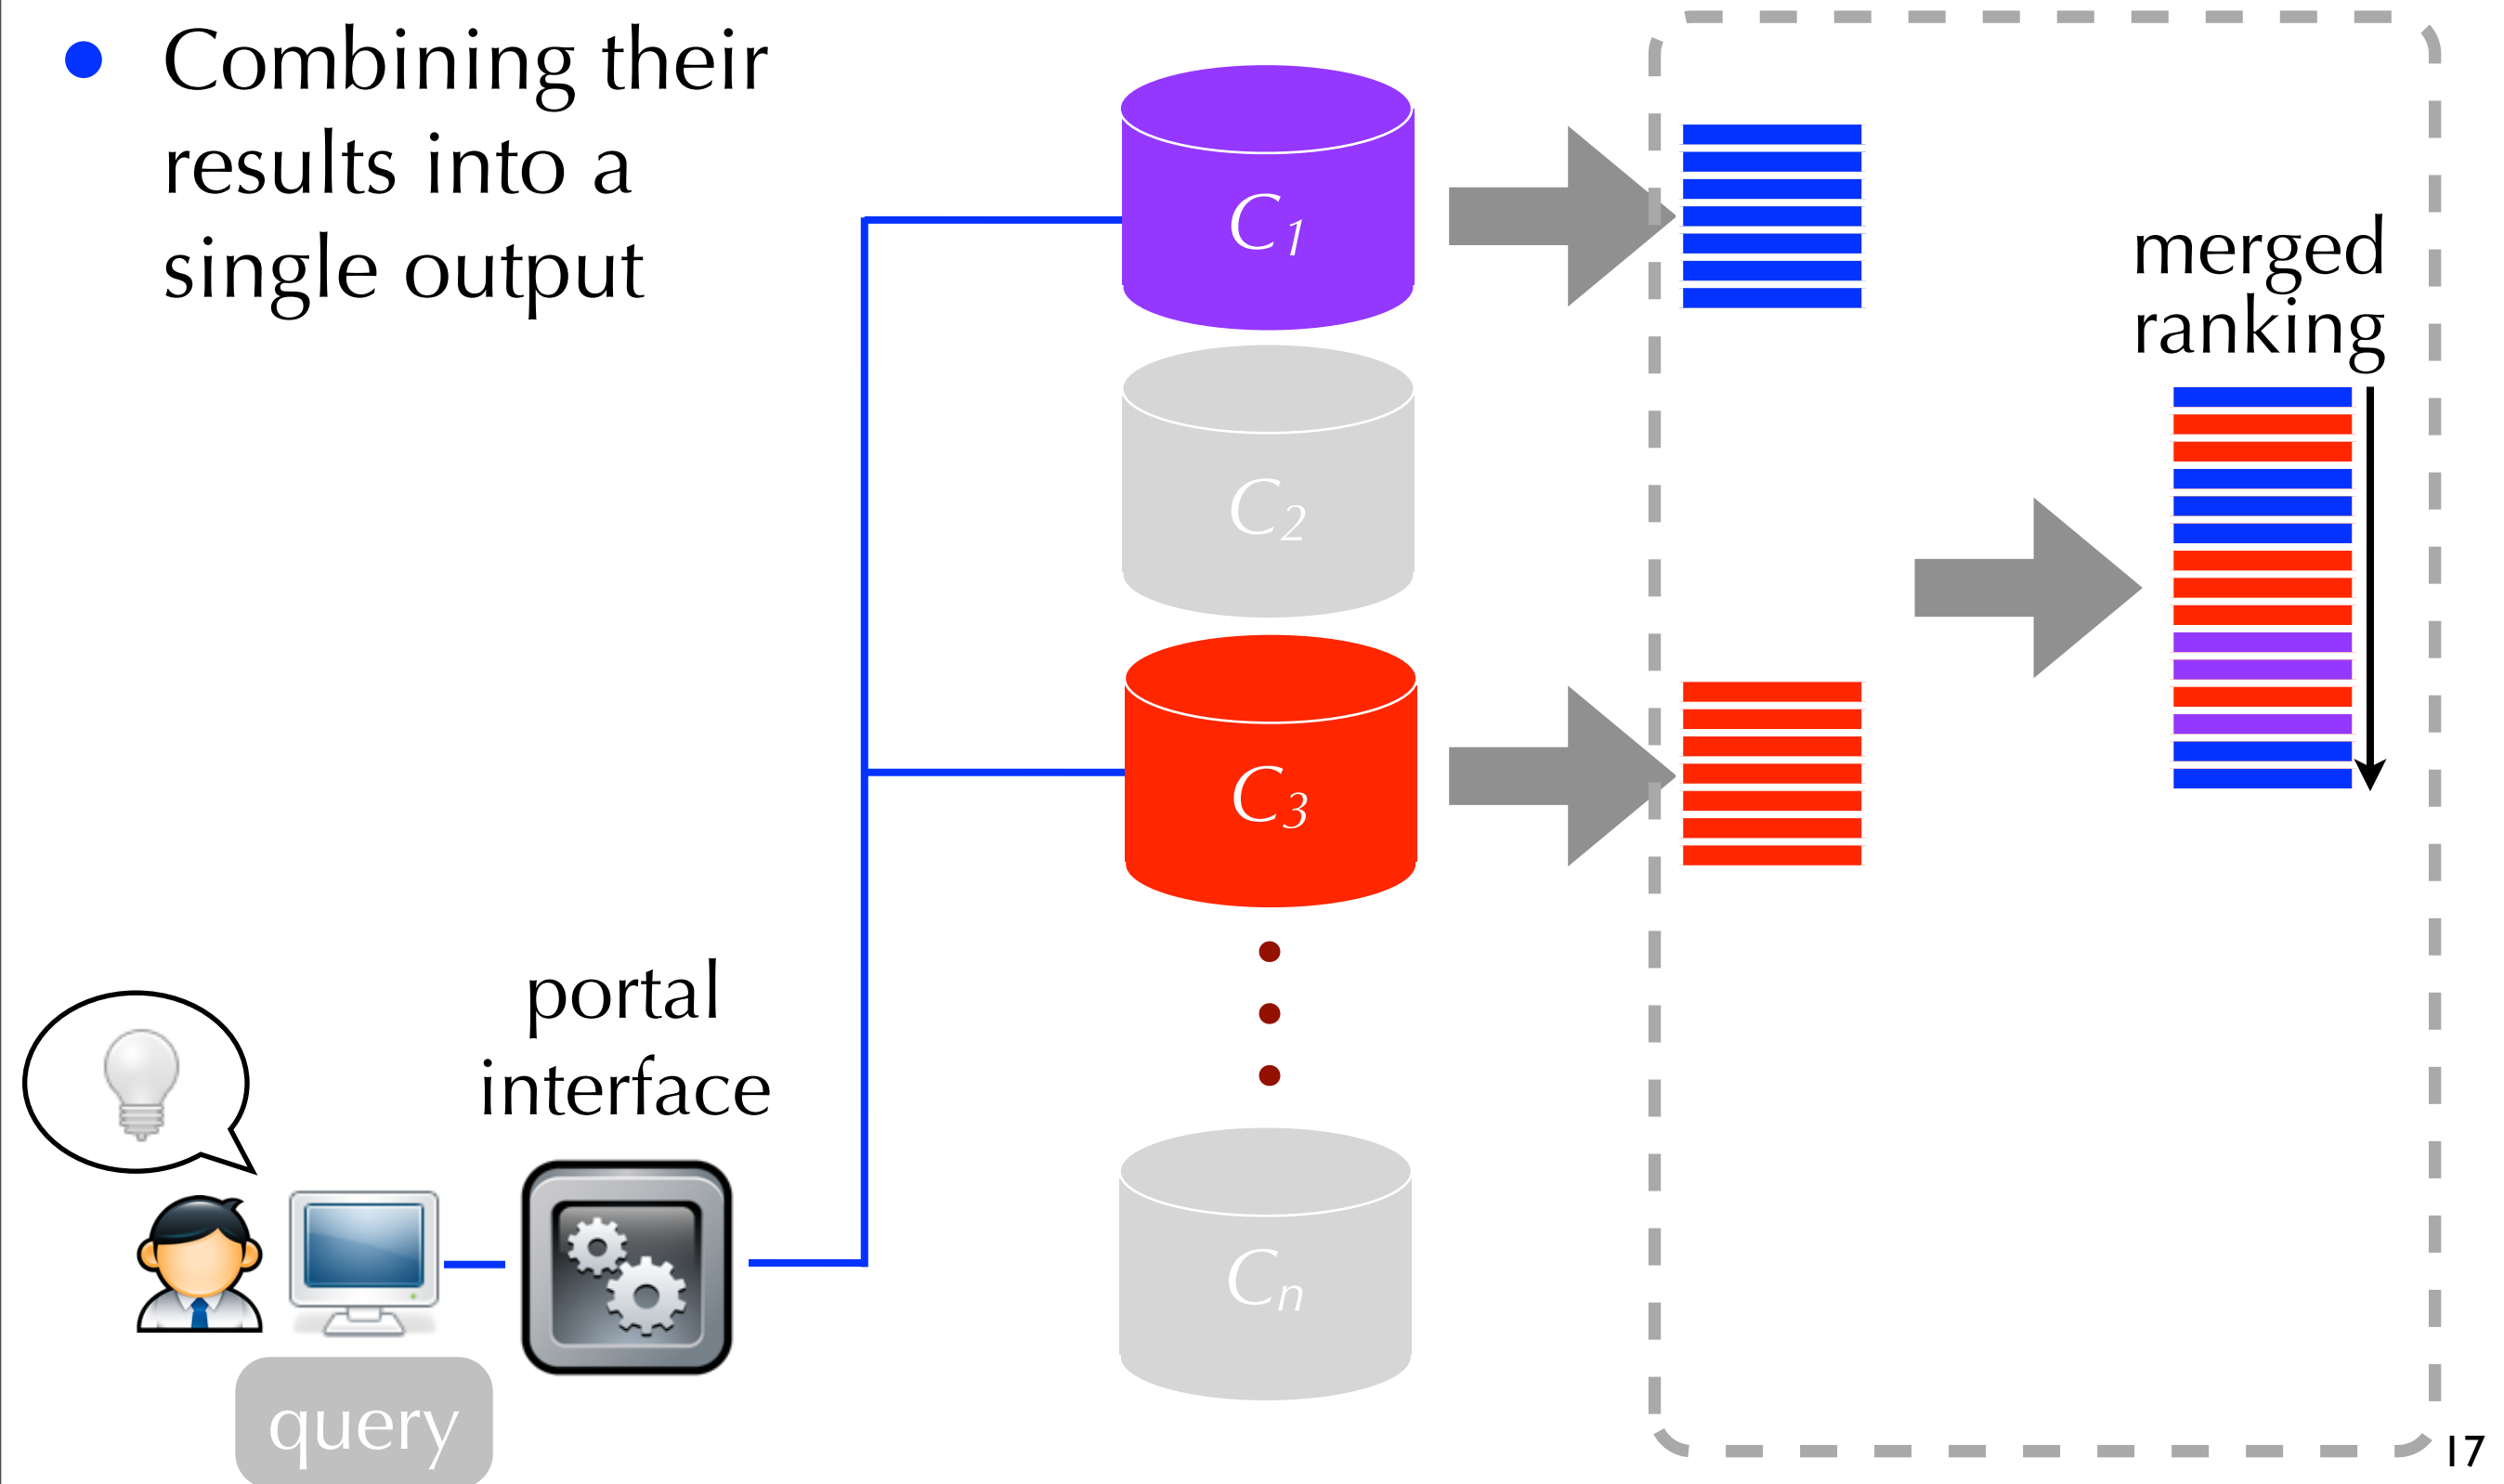 Combining their
results into a
single output
C1
C2
C3
Cn
merged
ranking
portal
interface
query
17